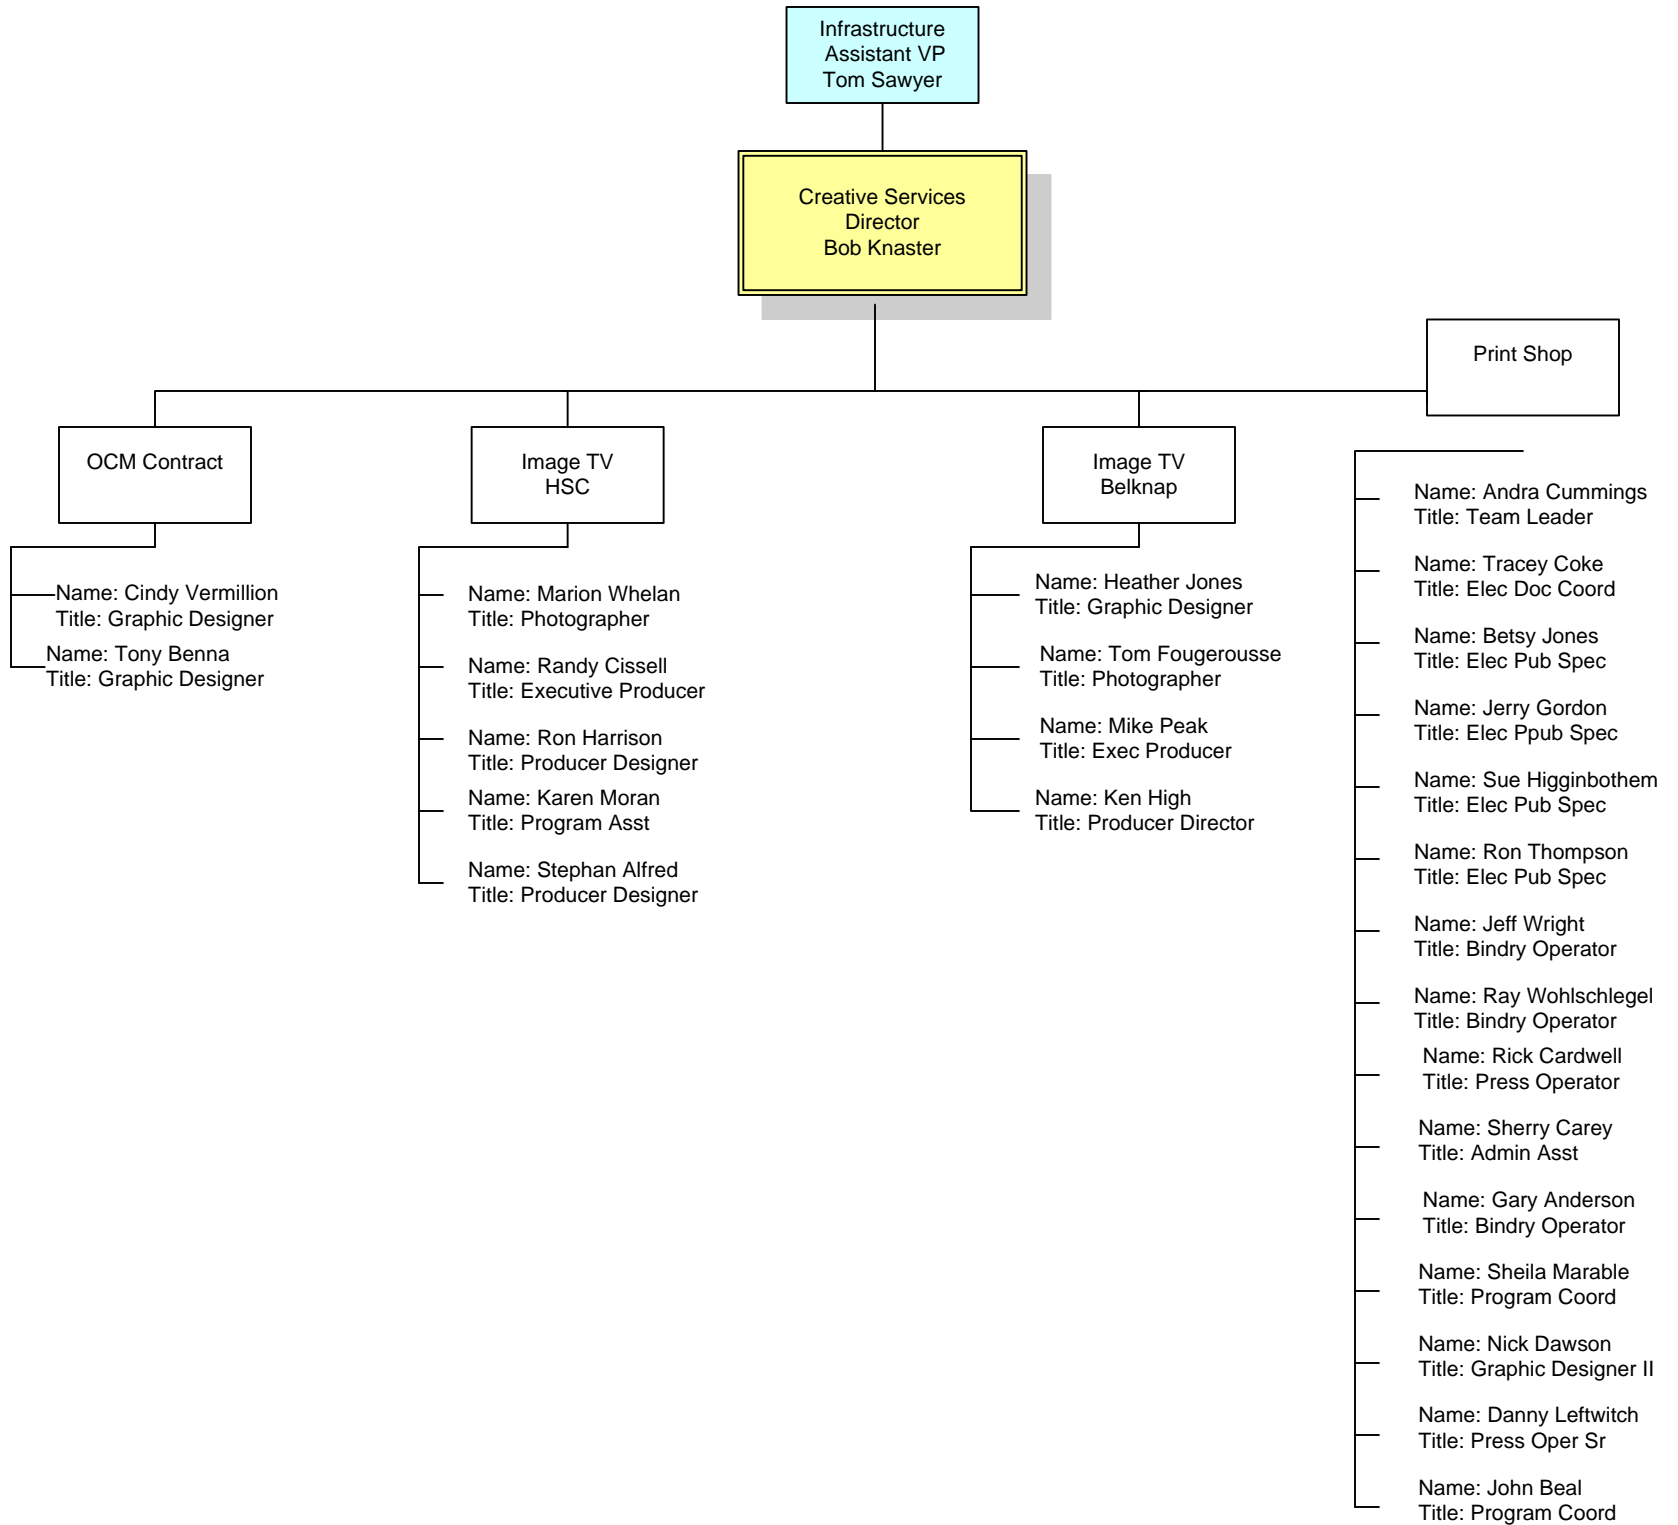 Infrastructure
Assistant VP
Tom Sawyer
Creative Services
Director
Bob Knaster
Print Shop
OCM Contract
Image TV
HSC
Image TV
Belknap
Name: Cindy Vermillion
Title: Graphic Designer
Name: Tony Benna
Title: Graphic Designer
Name: Marion Whelan
Title: Photographer
Name: Randy Cissell
Title: Executive Producer
Name: Ron Harrison
Title: Producer Designer
Name: Karen Moran
Title: Program Asst
Name: Stephan Alfred
Title: Producer Designer
Name: Heather Jones
Title: Graphic Designer
Name: Tom Fougerousse
Title: Photographer
Name: Mike Peak
Title: Exec Producer
Name: Ken High
Title: Producer Director
Name: Andra Cummings
Title: Team Leader
Name: Tracey Coke
Title: Elec Doc Coord
Name: Betsy Jones
Title: Elec Pub Spec
Name: Jerry Gordon
Title: Elec Ppub Spec
Name: Sue Higginbothem
Title: Elec Pub Spec
Name: Ron Thompson
Title: Elec Pub Spec
Name: Jeff Wright
Title: Bindry Operator
Name: Ray Wohlschlegel
Title: Bindry Operator
Name: Rick Cardwell
Title: Press Operator
Name: Sherry Carey
Title: Admin Asst
Name: Gary Anderson
Title: Bindry Operator
Name: Sheila Marable
Title: Program Coord
Name: Nick Dawson
Title: Graphic Designer II
Name: Danny Leftwitch
Title: Press Oper Sr
Name: John Beal
Title: Program Coord